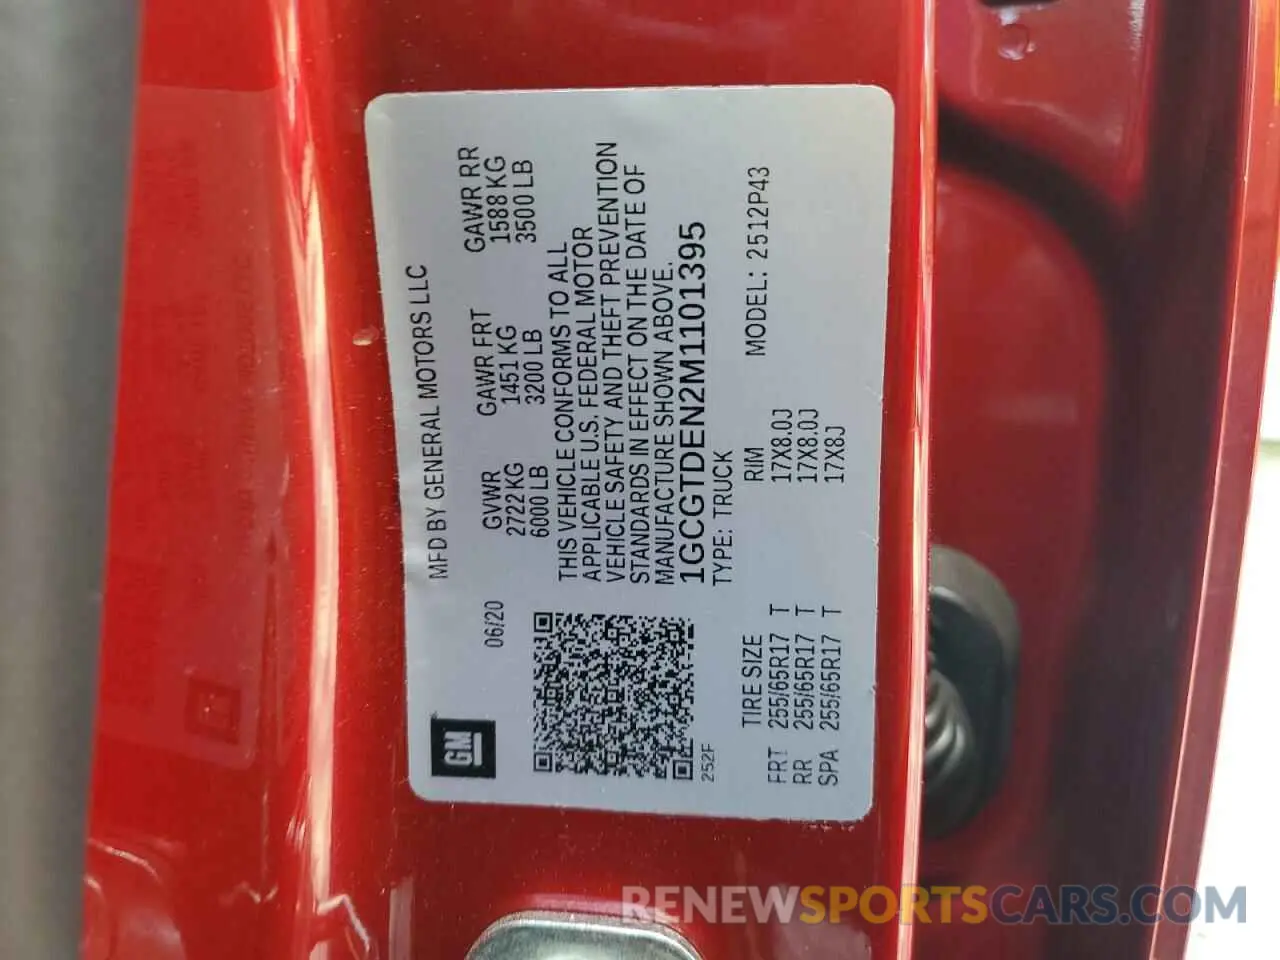 GM
06/20
MFD BY GENERAL MOTORS LLC
GVWR GAWR FRT GAWR RR
2722 KG 1451 KG 1588 KG
6000 LB 3200 LB 3500 LB
THIS VEHICLE CONFORMS TO ALL
APPLICABLE U.S. FEDERAL MOTOR
VEHICLE SAFETY AND THEFT PREVENTION
STANDARDS IN EFFECT ON THE DATE OF
MANUFACTURE SHOWN ABOVE.
1GCGTDEN2M1101395
252F TYPE: TRUCK
TIRE SIZE RIM MODEL: 2512P43
FRT 255/65R17 T 17X8.0J
RR 255/65R17 T 17X8.0J
SPA 255/65R17 T 17X8J
RENEWSPORTSCARS.COM